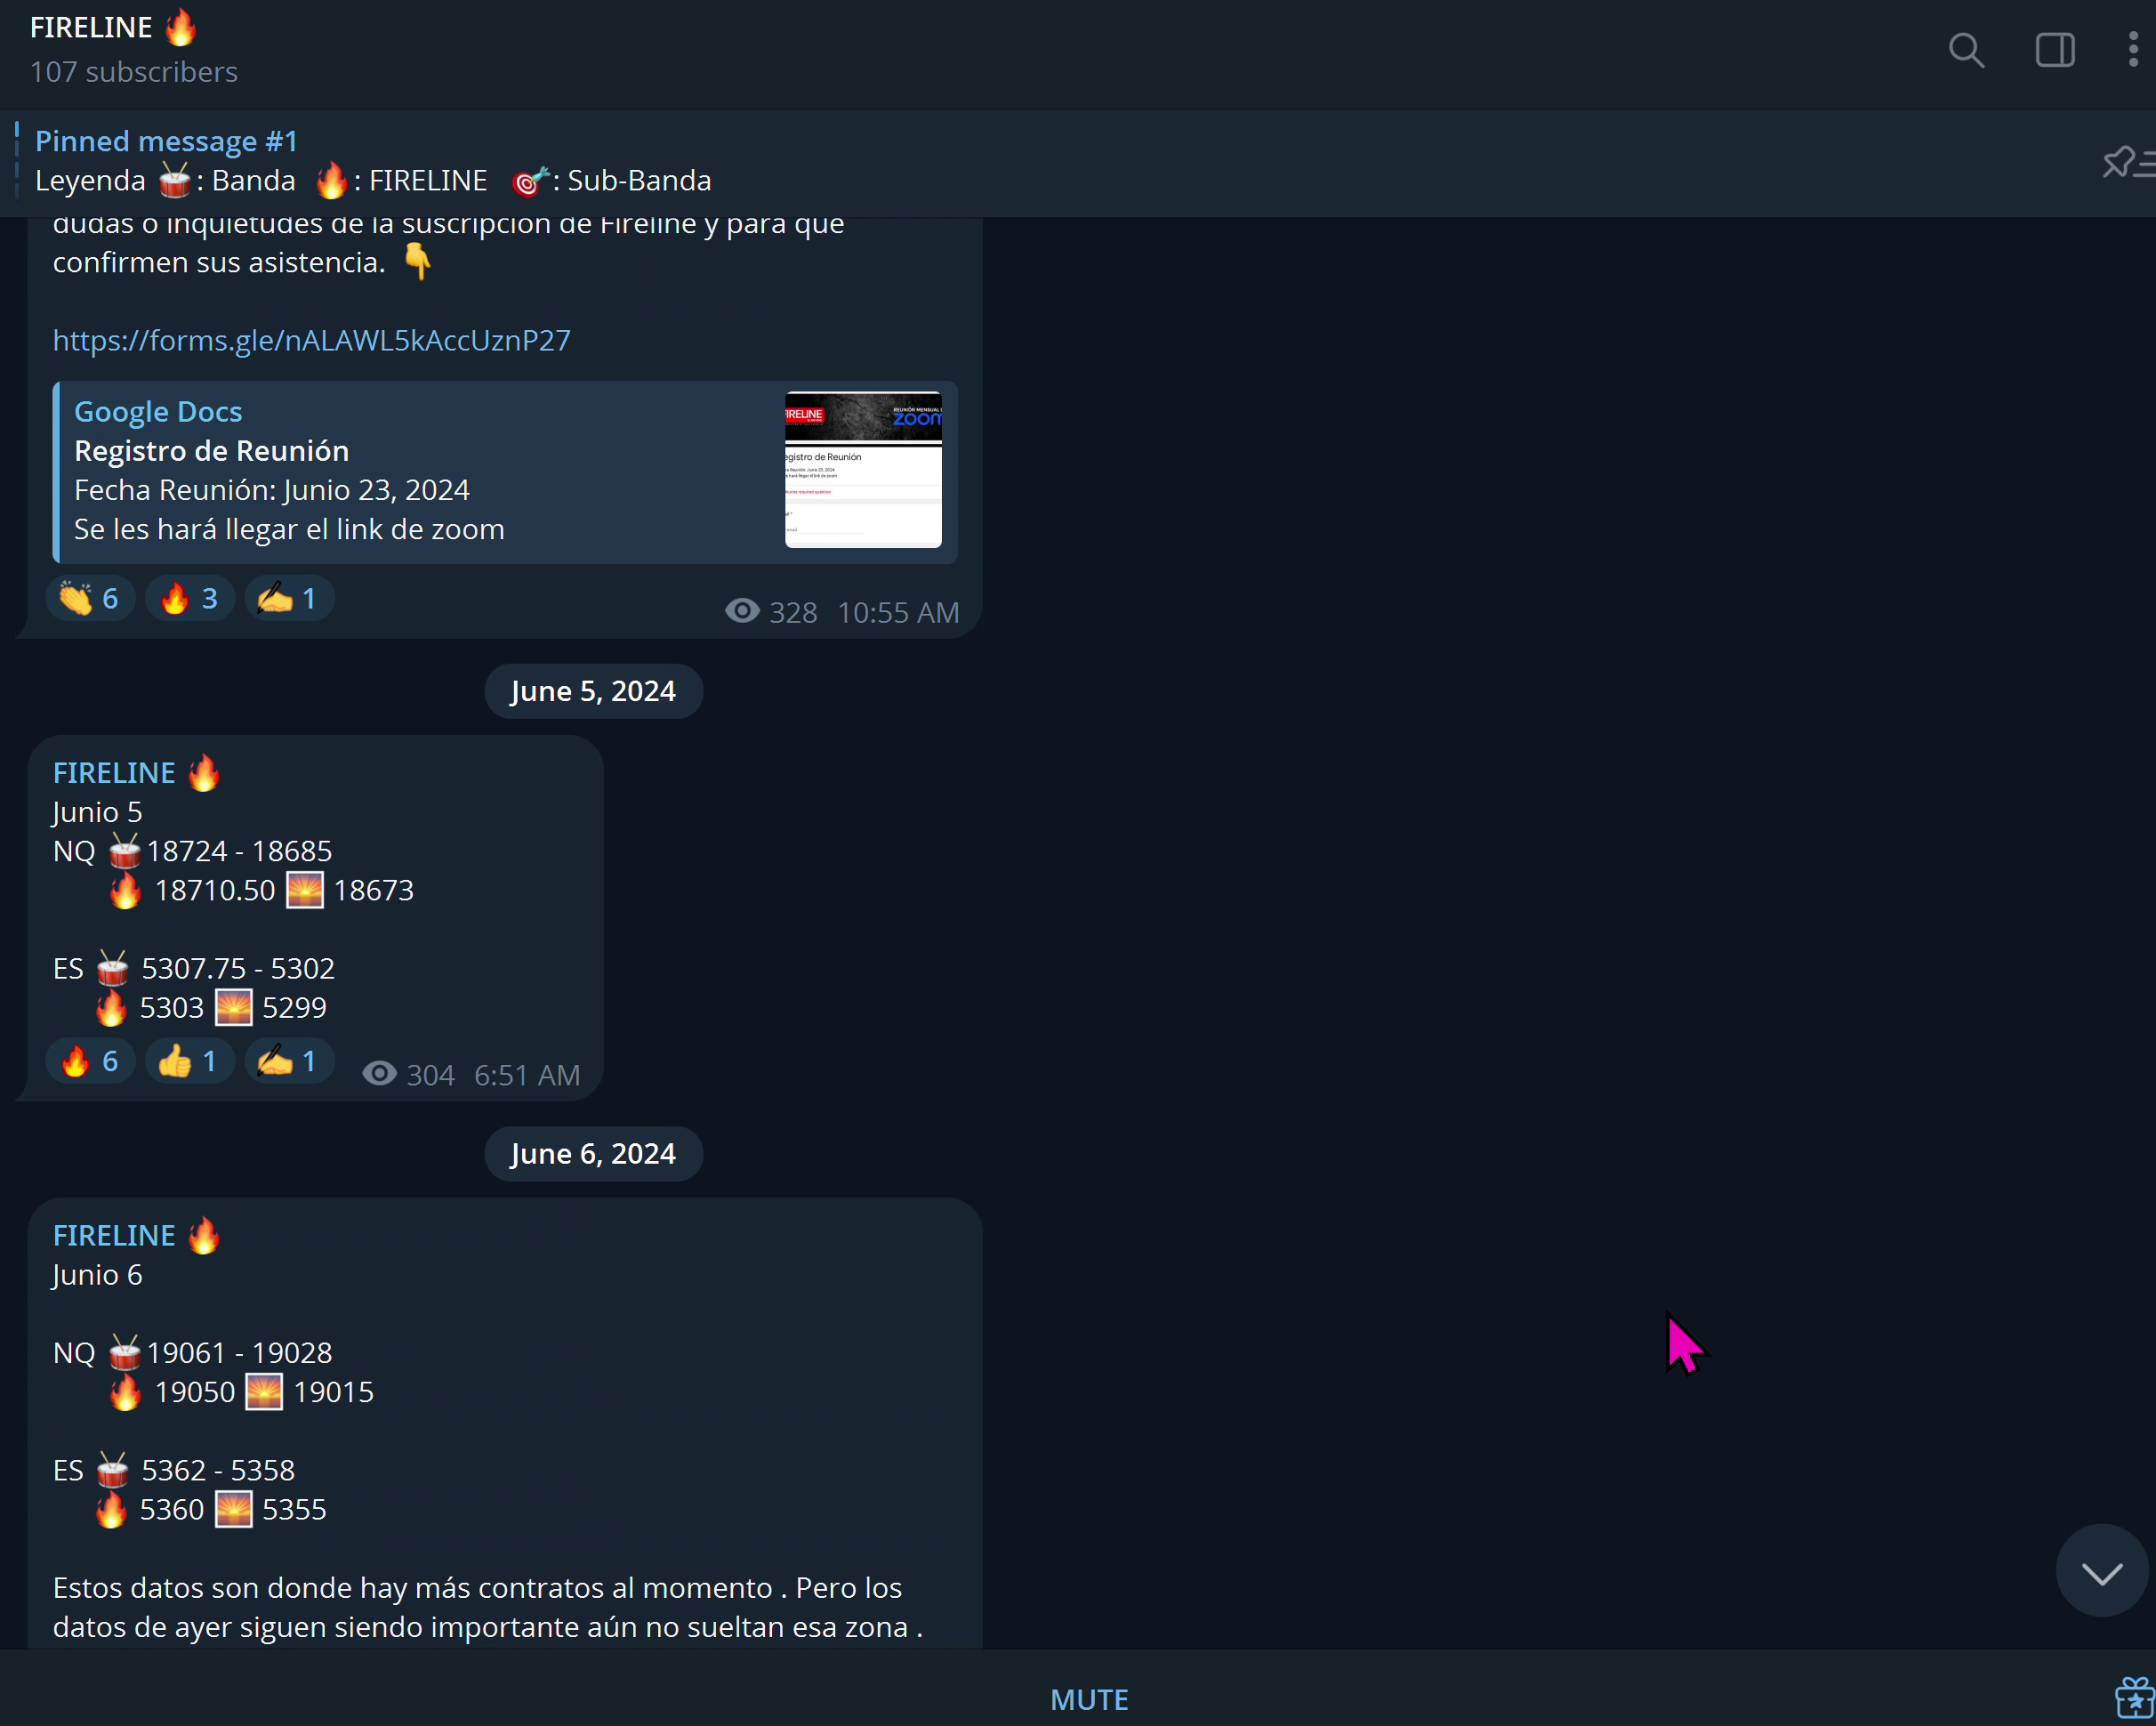 FIRELINE 🔥
107 subscribers
Pinned message #1
Leyenda 🥁: Banda 🔥: FIRELINE 🎯: Sub-Banda
dudas o inquietudes de la suscripción de Fireline y para que
confirmen sus asistencia. 👇
https://forms.gle/nALAWL5kAccUznP27
Google Docs
Registro de Reunión
Fecha Reunión: Junio 23, 2024
Se les hará llegar el link de zoom
FIRELINE
REUNIÓN MENSUAL
zoom
egistro de Reunión
👏 6 🔥 3 ✍ 1
328 10:55 AM
June 5, 2024
FIRELINE 🔥
Junio 5
NQ 🥁18724 - 18685
🔥 18710.50 🌅 18673
ES 🥁 5307.75 - 5302
🔥 5303 🌅 5299
🔥 6 👍 1 ✍ 1 304 6:51 AM
June 6, 2024
FIRELINE 🔥
Junio 6
NQ 🥁19061 - 19028
🔥 19050 🌅 19015
ES 🥁 5362 - 5358
🔥 5360 🌅 5355
Estos datos son donde hay más contratos al momento . Pero los
datos de ayer siguen siendo importante aún no sueltan esa zona .
MUTE